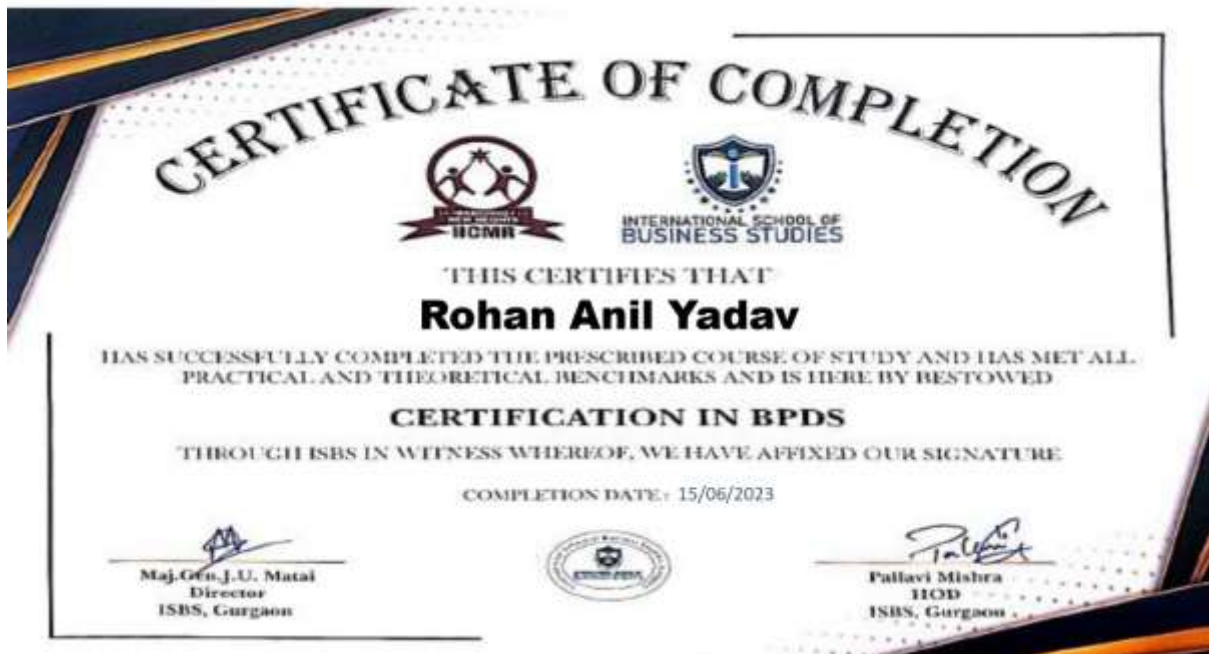 CERTIFICATE OF COMPLETION
IICMR
INTERNATIONAL SCHOOL OF
BUSINESS STUDIES
THIS CERTIFIES THAT
Rohan Anil Yadav
HAS SUCCESSFULLY COMPLETED THE PRESCRIBED COURSE OF STUDY AND HAS MET ALL
PRACTICAL AND THEORETICAL BENCHMARKS AND IS HERE BY BESTOWED
CERTIFICATION IN BPDS
THROUGH ISBS IN WITNESS WHEREOF, WE HAVE AFFIXED OUR SIGNATURE
COMPLETION DATE : 15/06/2023
Maj.Gen.J.U. Matai
Director
ISBS, Gurgaon
Pallavi Mishra
HOD
ISBS, Gurgaon